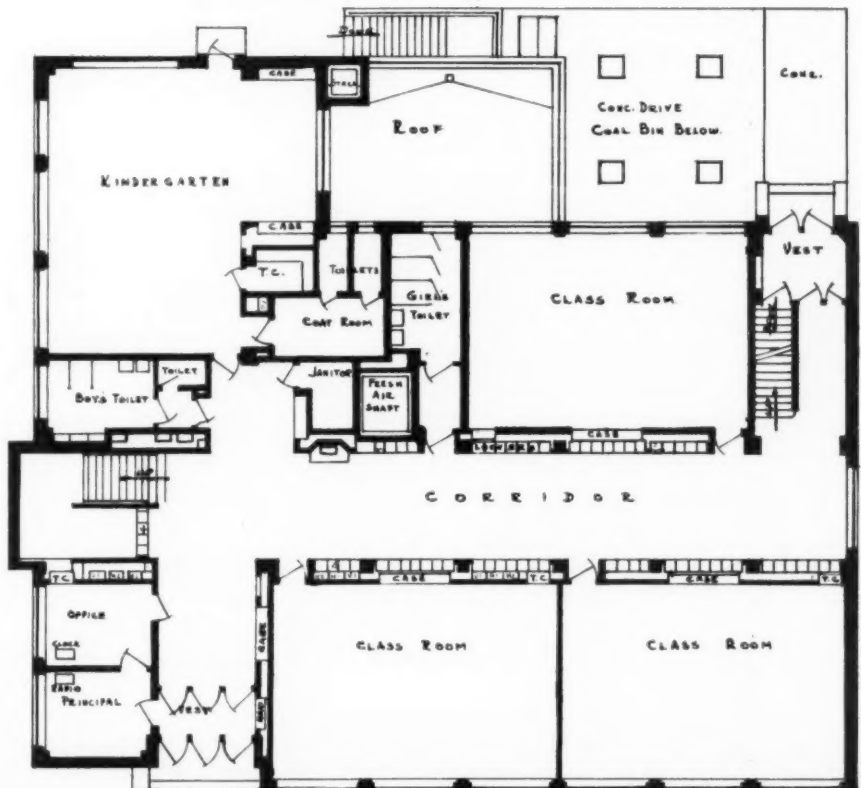 DOWN
CASE
CONC.
ROOF
CONC. DRIVE
COAL BIN BELOW.
KINDERGARTEN
CASE
T.C.
TOILETS
COAT ROOM
GIRLS
TOILET
CLASS ROOM
VEST
TOILET
BOYS TOILET
JANITOR
FRESH
AIR
SHAFT
CASE
LOCKERS
UP
CORRIDOR
T.C.
CASE
T.C.
CASE
T.C.
OFFICE
CLOCK
CASE
CLASS ROOM
CLASS ROOM
RADIO
PRINCIPAL
VEST